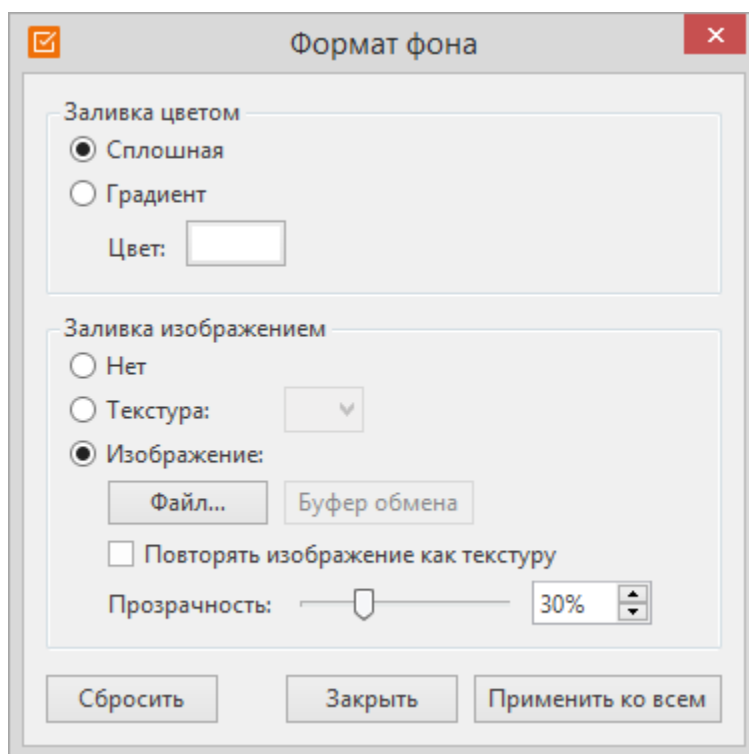 Формат фона
Заливка цветом
Сплошная
Градиент
Цвет:
Заливка изображением
Нет
Текстура:
Изображение:
Файл... Буфер обмена
Повторять изображение как текстуру
Прозрачность: 30%
Сбросить Закрыть Применить ко всем